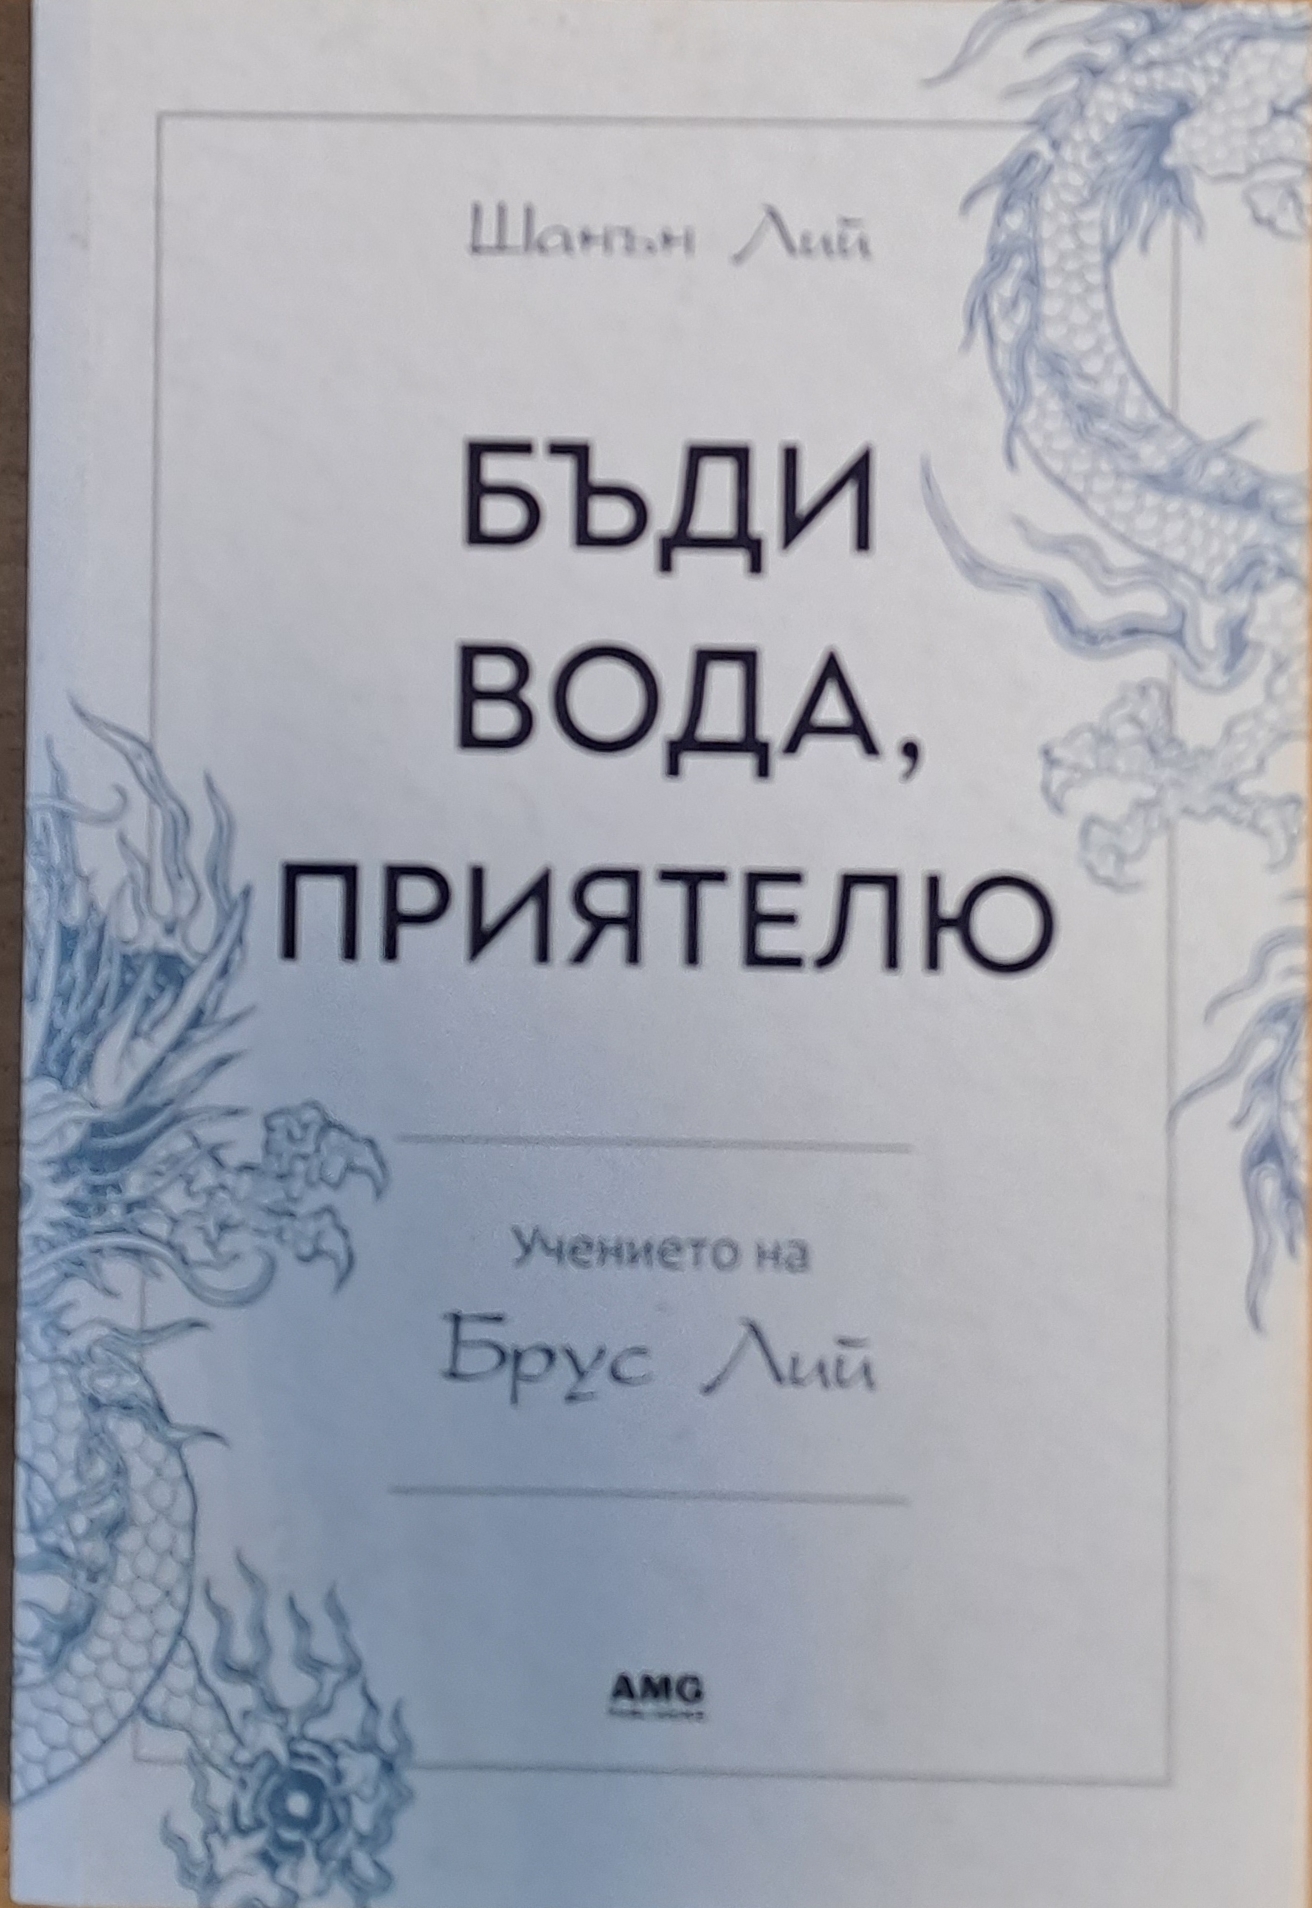 Шанън Лий
БЪДИ
ВОДА,
ПРИЯТЕЛЮ
Учението на
Брус Лий
AMG